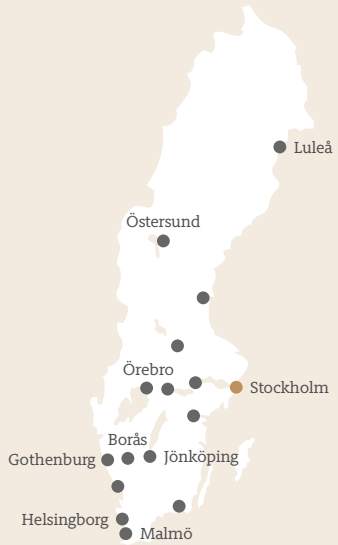 Luleå
Östersund
Örebro
Stockholm
Borås
Gothenburg
Jönköping
Helsingborg
Malmö